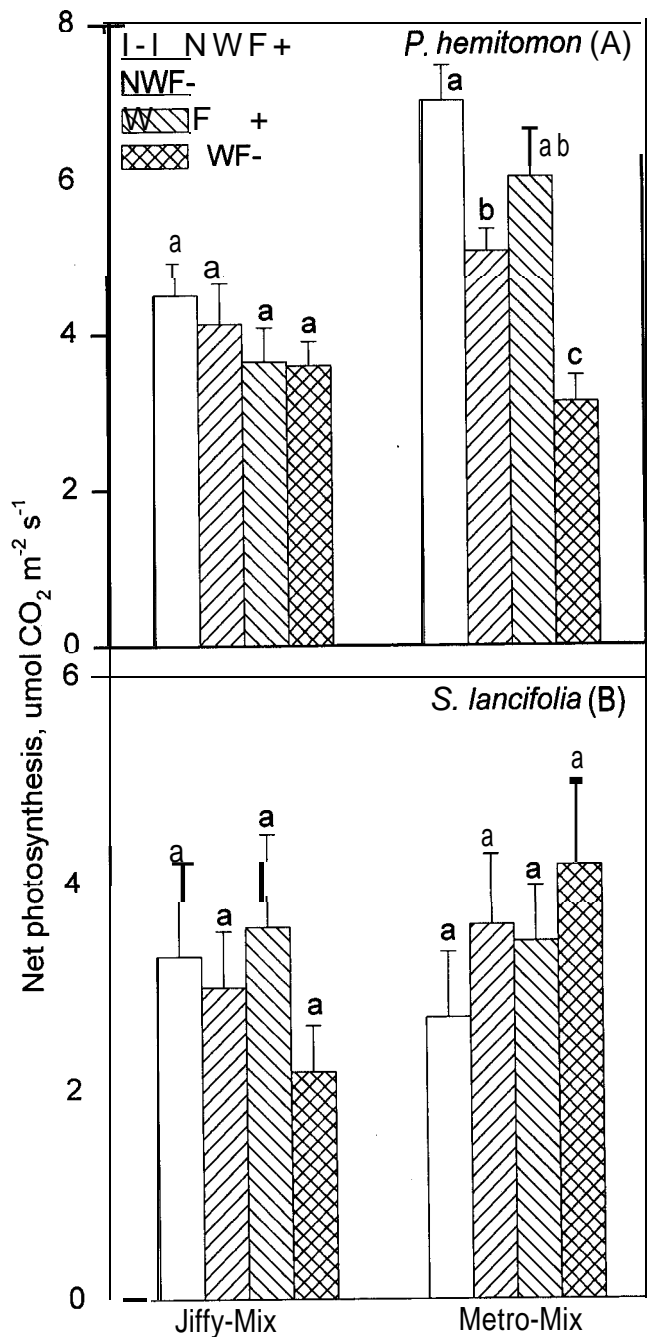 8
I-I NWF+
P. hemitomon (A)
NWF-
WF +
WF-
a
ab
6
b
a
a
a
a
4
c
2
0
Net photosynthesis, umol CO₂ m⁻² s⁻¹
6
S. lancifolia (B)
a
a
a
a
a
a
4
a
a
2
0
Jiffy-Mix
Metro-Mix